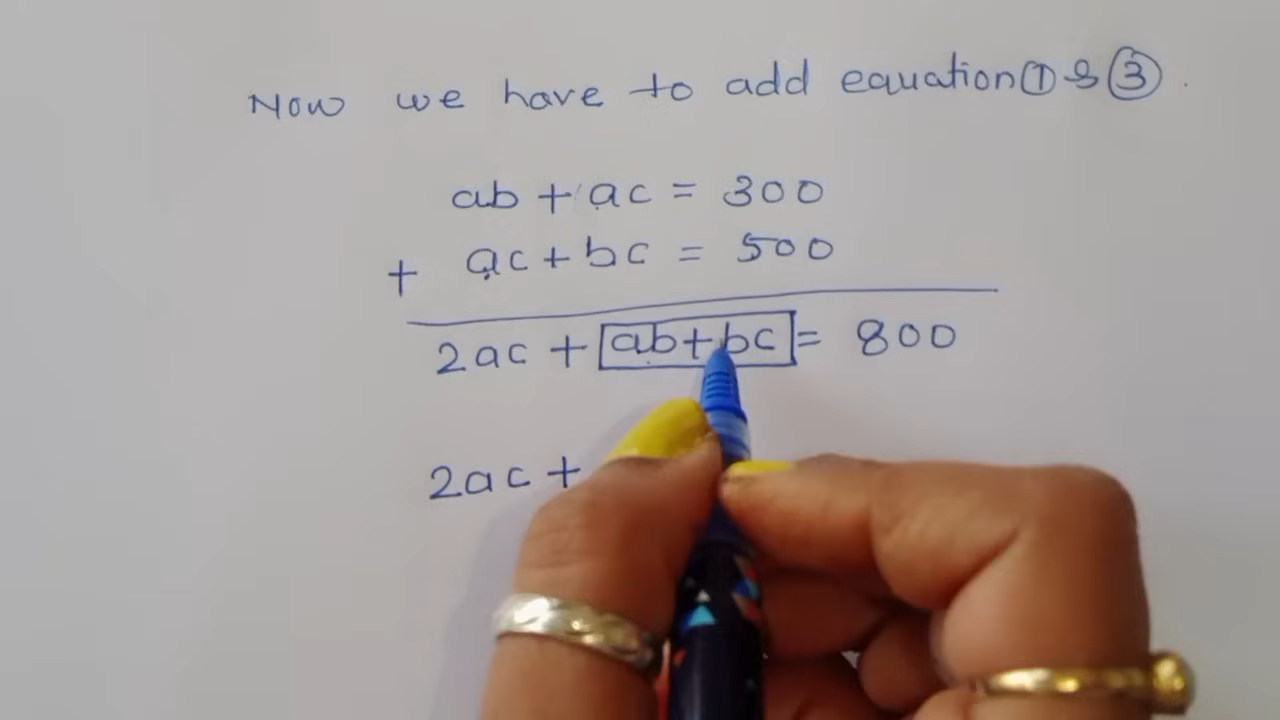 Now we have to add equation ① & ③.
ab + ac = 300
+ ac + bc = 500
2ac + ab+bc = 800
2ac +